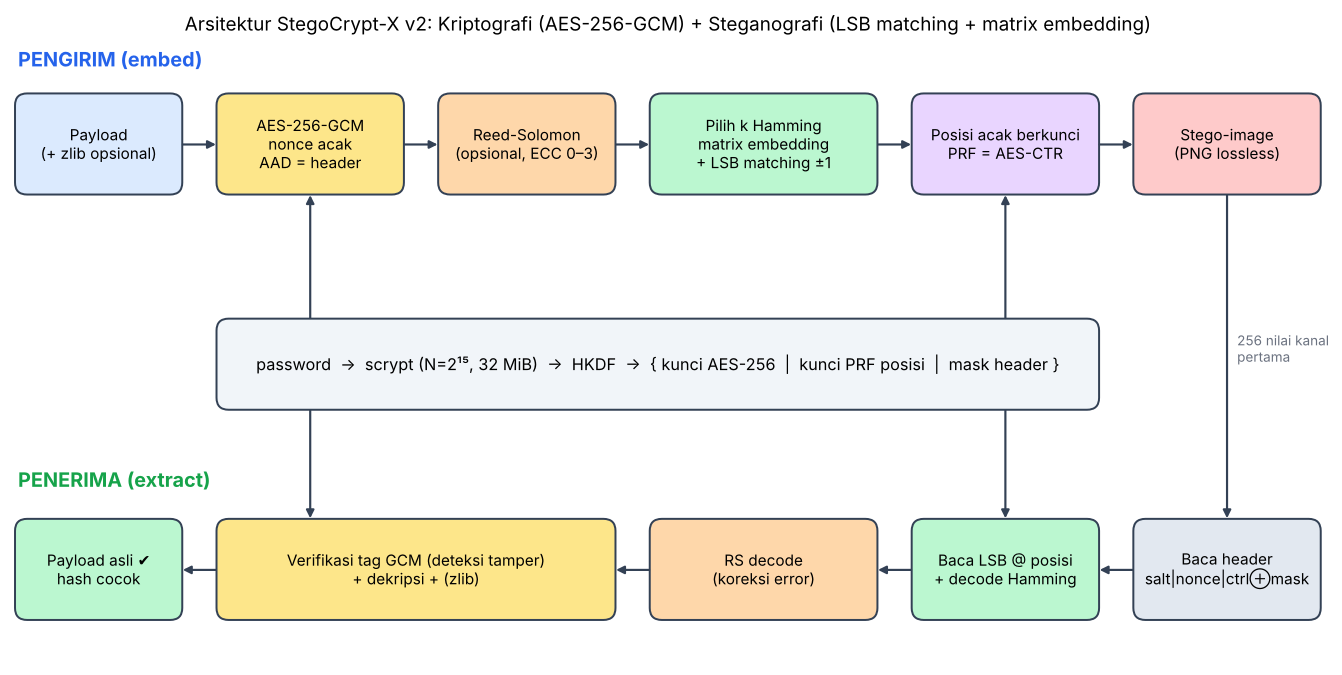 Arsitektur StegoCrypt-X v2: Kriptografi (AES-256-GCM) + Steganografi (LSB matching + matrix embedding)
PENGIRIM (embed)
Payload
(+ zlib opsional)
AES-256-GCM
nonce acak
AAD = header
Reed-Solomon
(opsional, ECC 0–3)
Pilih k Hamming
matrix embedding
+ LSB matching ±1
Posisi acak berkunci
PRF = AES-CTR
Stego-image
(PNG lossless)
password → scrypt (N=2¹⁵, 32 MiB) → HKDF → { kunci AES-256 | kunci PRF posisi | mask header }
256 nilai kanal
pertama
PENERIMA (extract)
Payload asli ✔
hash cocok
Verifikasi tag GCM (deteksi tamper)
+ dekripsi + (zlib)
RS decode
(koreksi error)
Baca LSB @ posisi
+ decode Hamming
Baca header
salt|nonce|ctrl⊕mask